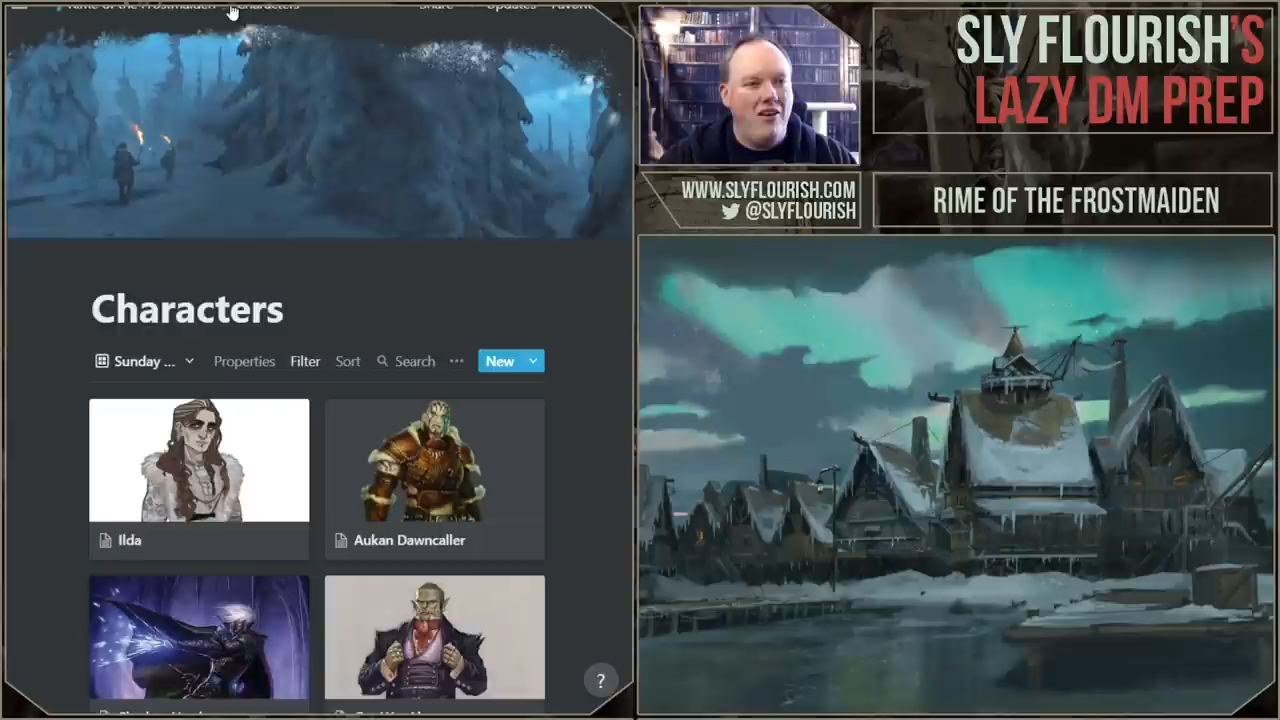 Characters
Sunday ...
Properties
Filter
Sort
Search
New
Ilda
Aukan Dawncaller
?
SLY FLOURISH'S
LAZY DM PREP
WWW.SLYFLOURISH.COM
@SLYFLOURISH
RIME OF THE FROSTMAIDEN